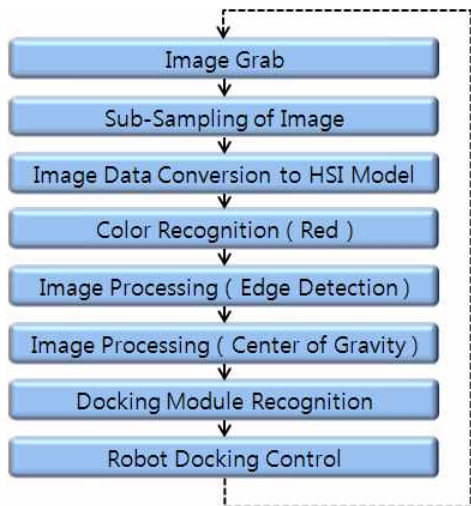 Image Grab
Sub-Sampling of Image
Image Data Conversion to HSI Model
Color Recognition ( Red )
Image Processing ( Edge Detection )
Image Processing ( Center of Gravity )
Docking Module Recognition
Robot Docking Control